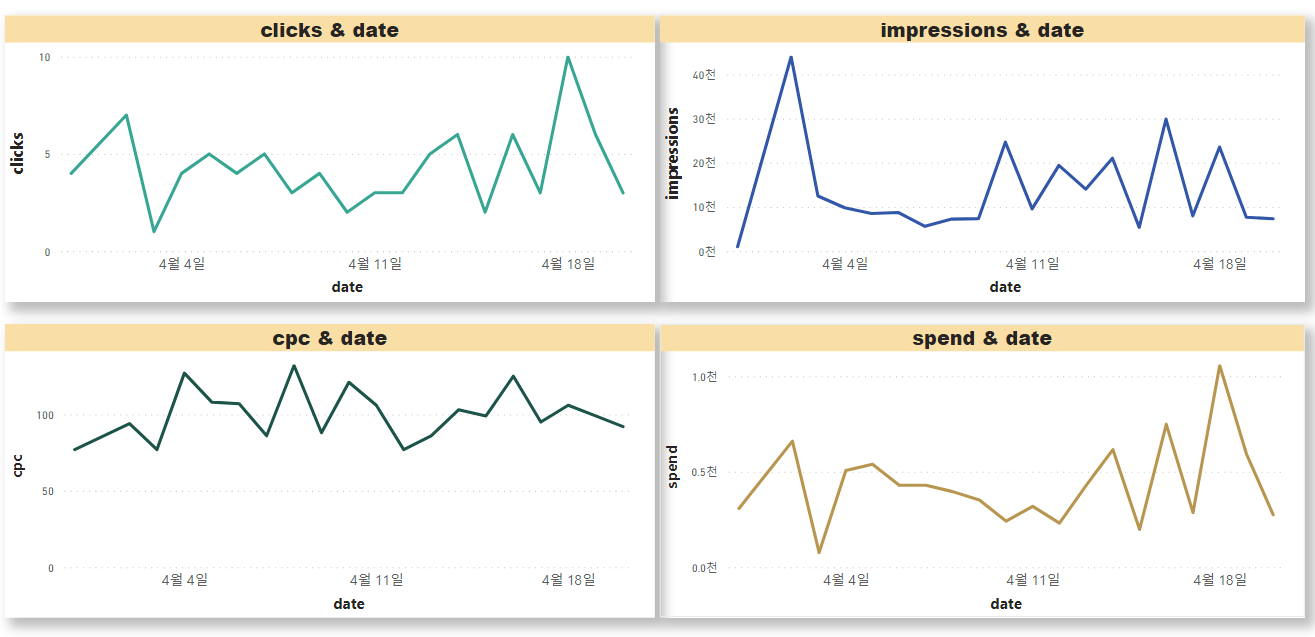 clicks & date
10
5
0
clicks
4월 4일
4월 11일
4월 18일
date
impressions & date
40천
30천
20천
10천
0천
impressions
4월 4일
4월 11일
4월 18일
date
cpc & date
100
50
0
cpc
4월 4일
4월 11일
4월 18일
date
spend & date
1.0천
0.5천
0.0천
spend
4월 4일
4월 11일
4월 18일
date